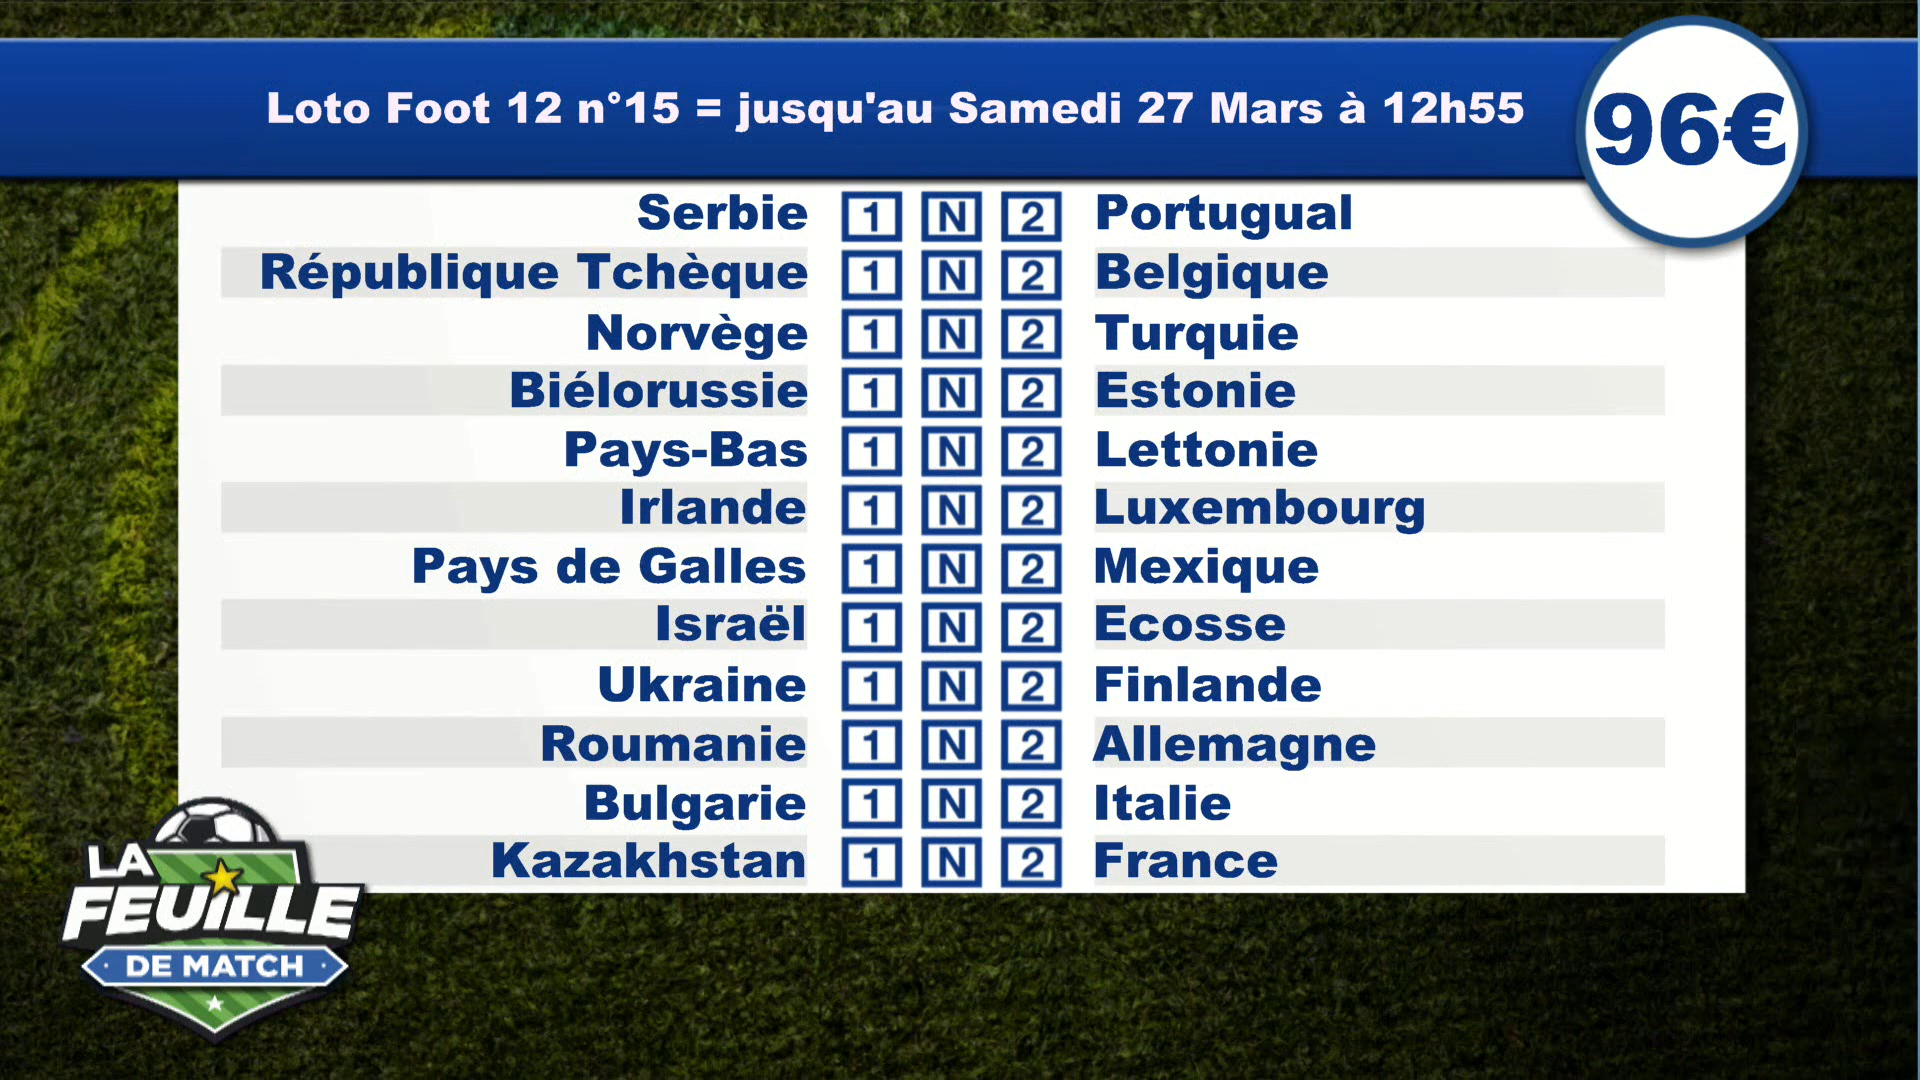 Loto Foot 12 n°15 = jusqu'au Samedi 27 Mars à 12h55
96€
Serbie 1 N 2 Portugual
République Tchèque 1 N 2 Belgique
Norvège 1 N 2 Turquie
Biélorussie 1 N 2 Estonie
Pays-Bas 1 N 2 Lettonie
Irlande 1 N 2 Luxembourg
Pays de Galles 1 N 2 Mexique
Israël 1 N 2 Ecosse
Ukraine 1 N 2 Finlande
Roumanie 1 N 2 Allemagne
Bulgarie 1 N 2 Italie
Kazakhstan 1 N 2 France
LA
FEUILLE
DE MATCH